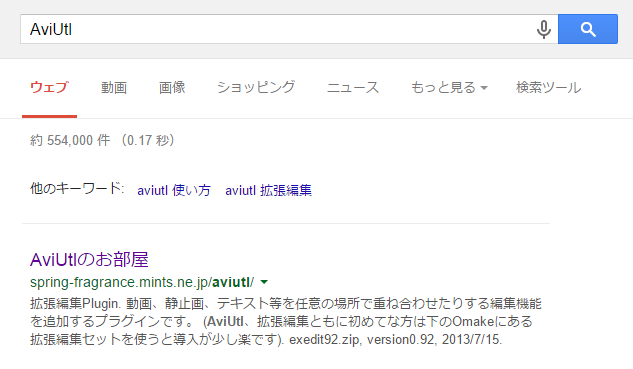 AviUtl
ウェブ 動画 画像 ショッピング ニュース もっと見る 検索ツール
約 554,000 件 （0.17 秒）
他のキーワード: aviutl 使い方 aviutl 拡張編集
AviUtlのお部屋
spring-fragrance.mints.ne.jp/aviutl/
拡張編集Plugin. 動画、静止画、テキスト等を任意の場所で重ね合わせたりする編集機能
を追加するプラグインです。 (AviUtl、拡張編集ともに初めてな方は下のOmakeにある
拡張編集セットを使うと導入が少し楽です). exedit92.zip, version0.92, 2013/7/15.